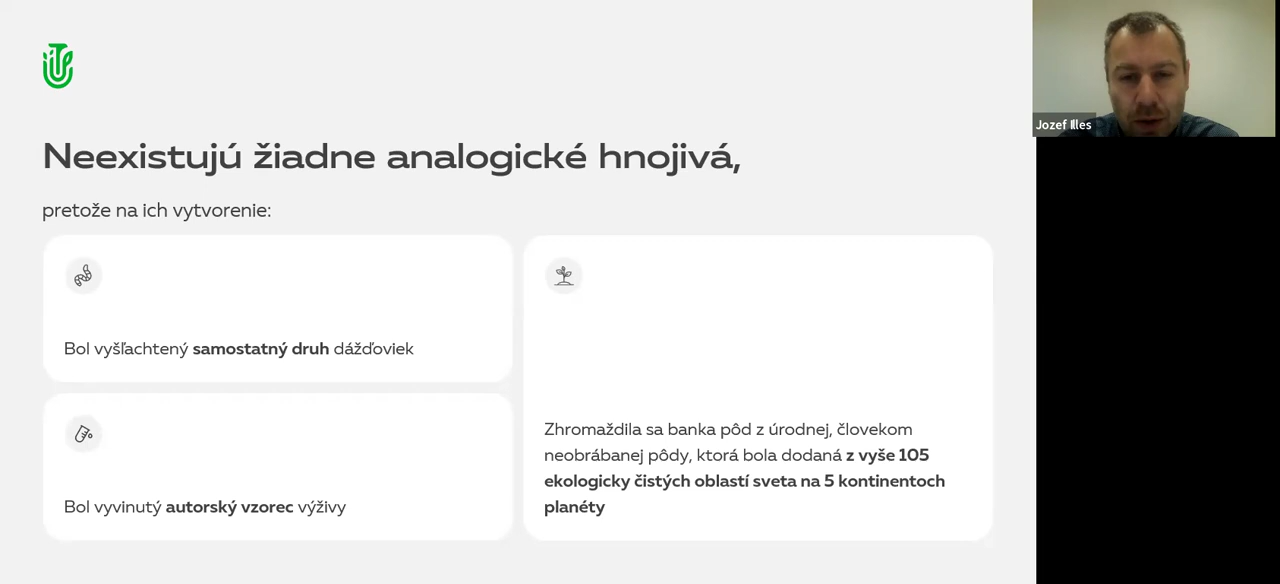 Neexistujú žiadne analogické hnojivá,
pretože na ich vytvorenie:
Bol vyšľachtený samostatný druh dážďoviek
Bol vyvinutý autorský vzorec výživy
Zhromaždila sa banka pôd z úrodnej, človekom
neobrábanej pôdy, ktorá bola dodaná z vyše 105
ekologicky čistých oblastí sveta na 5 kontinentoch
planéty
Jozef Illes